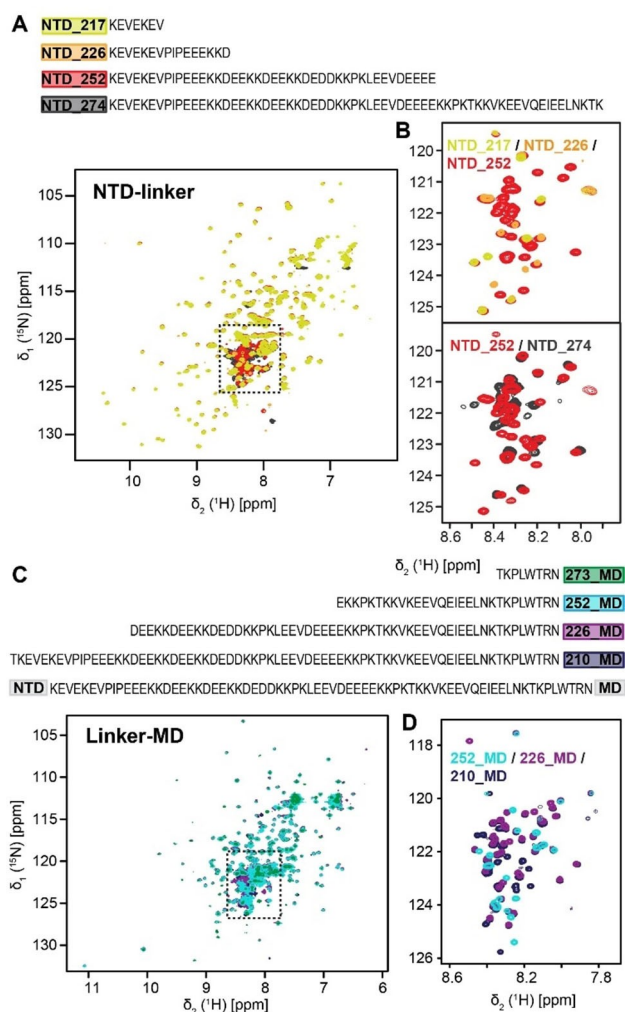 A
NTD_217 KEVEKEV
NTD_226 KEVEKEVPIPEEEKKD
NTD_252 KEVEKEVPIPEEEKKDEEKKDEEKKDEDDKKPKLEEVDEEEE
NTD_274 KEVEKEVPIPEEEKKDEEKKDEEKKDEDDKKPKLEEVDEEEEKKPKTKKVKEEVQEIEELNKTK
B
NTD_217 / NTD_226 /
NTD_252
120
121
122
123
124
125
NTD_252 / NTD_274
120
121
122
123
124
125
8.6 8.4 8.2 8.0
δ₂ (¹H) [ppm]
NTD-linker
105
110
115
120
125
130
δ₁ (¹⁵N) [ppm]
10 9 8 7
δ₂ (¹H) [ppm]
C
TKPLWTRN 273_MD
EKKPKTKKVKEEVQEIEELNKTKPLWTRN 252_MD
DEEKKDEEKKDEDDKKPKLEEVDEEEEKKPKTKKVKEEVQEIEELNKTKPLWTRN 226_MD
TKEVEKEVPIPEEEKKDEEKKDEEKKDEDDKKPKLEEVDEEEEKKPKTKKVKEEVQEIEELNKTKPLWTRN 210_MD
NTD KEVEKEVPIPEEEKKDEEKKDEEKKDEDDKKPKLEEVDEEEEKKPKTKKVKEEVQEIEELNKTKPLWTRN MD
Linker-MD
105
110
115
120
125
130
δ₁ (¹⁵N) [ppm]
11 10 9 8 7 6
δ₂ (¹H) [ppm]
D
252_MD / 226_MD /
210_MD
118
120
122
124
126
8.6 8.2 7.8
δ₂ (¹H) [ppm]